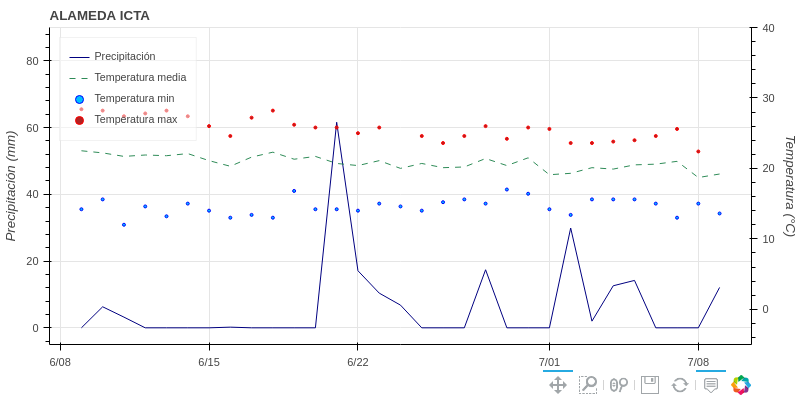 ALAMEDA ICTA
Precipitación
Temperatura media
Temperatura min
Temperatura max
Precipitación (mm)
80
60
40
20
0
Temperatura (°C)
40
30
20
10
0
6/08
6/15
6/22
7/01
7/08